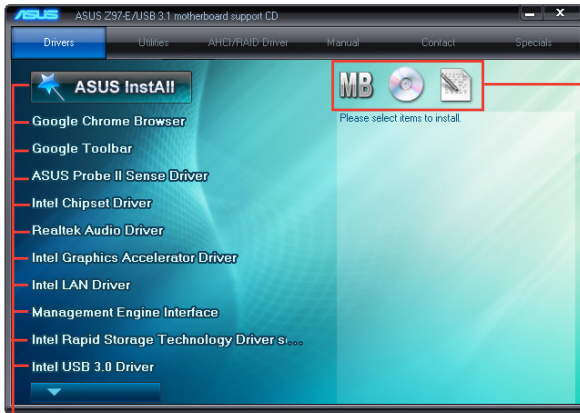 ASUS ASUS Z97-E/USB 3.1 motherboard support CD
Drivers Utilities AHCI/RAID Driver Manual Contact Specials
ASUS InstAll
MB
Google Chrome Browser
Please select items to install.
Google Toolbar
ASUS Probe II Sense Driver
Intel Chipset Driver
Realtek Audio Driver
Intel Graphics Accelerator Driver
Intel LAN Driver
Management Engine Interface
Intel Rapid Storage Technology Driver s...
Intel USB 3.0 Driver